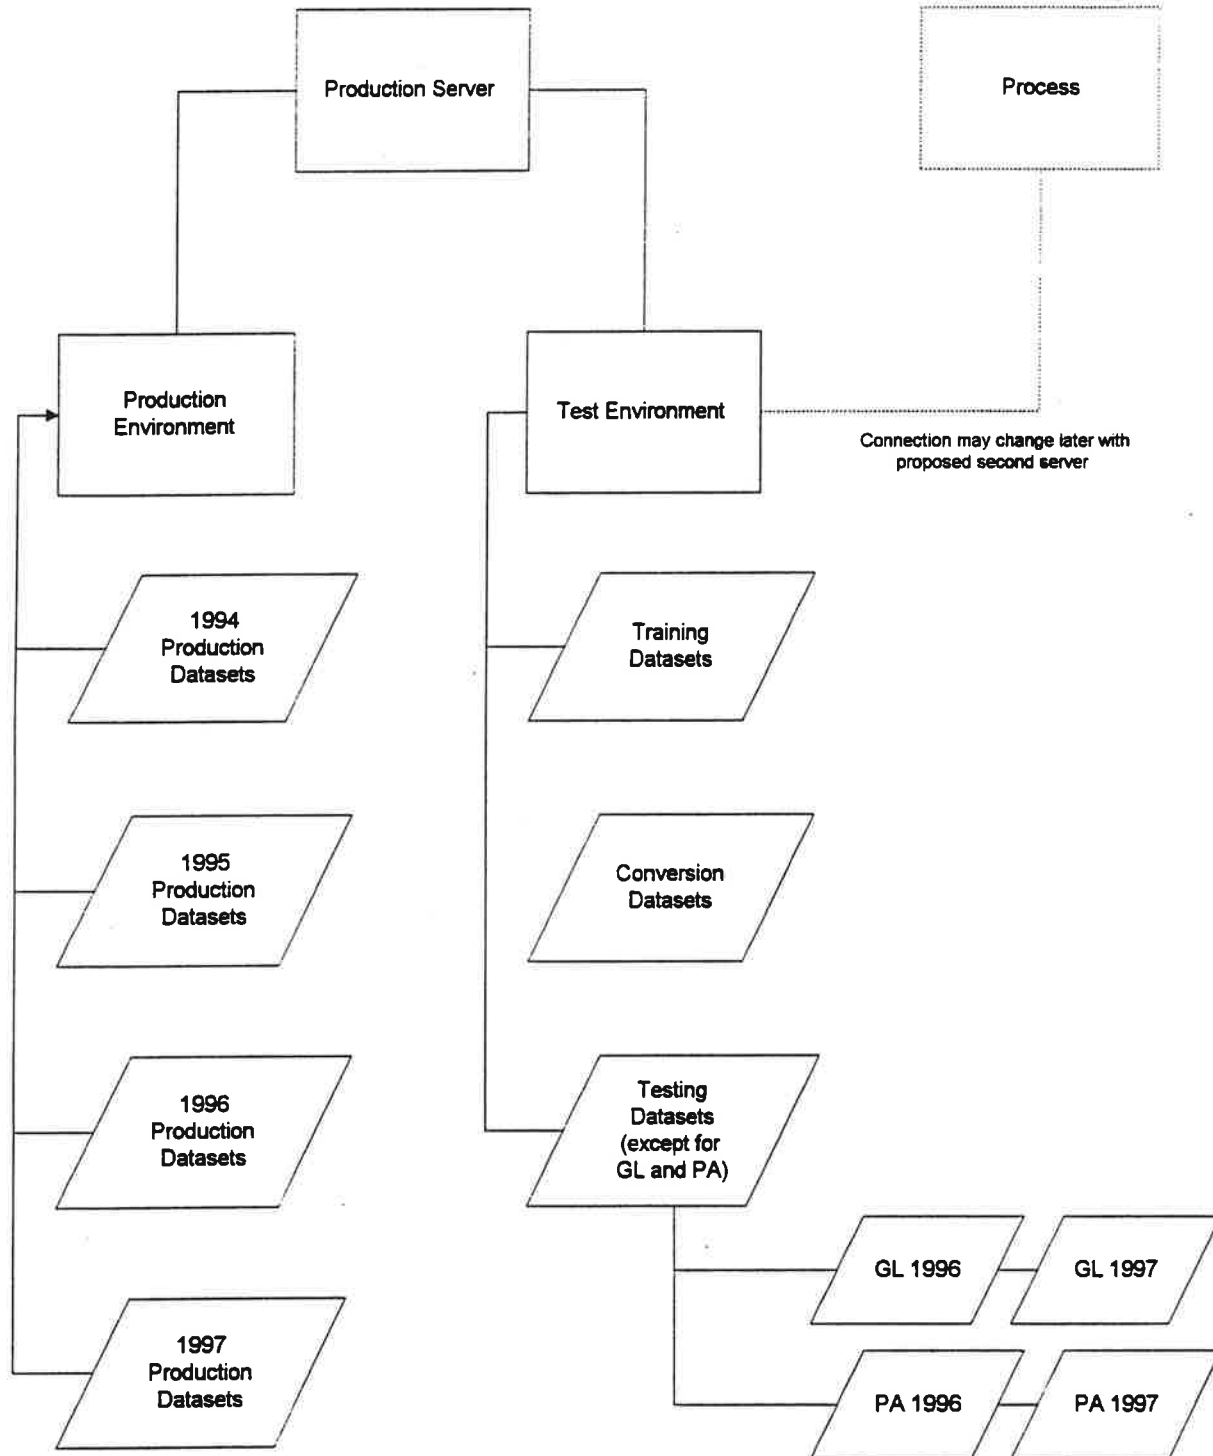 Production Server
Process
Production
Environment
Test Environment
Connection may change later with
proposed second server
1994
Production
Datasets
Training
Datasets
1995
Production
Datasets
Conversion
Datasets
1996
Production
Datasets
Testing
Datasets
(except for
GL and PA)
GL 1996
GL 1997
1997
Production
Datasets
PA 1996
PA 1997